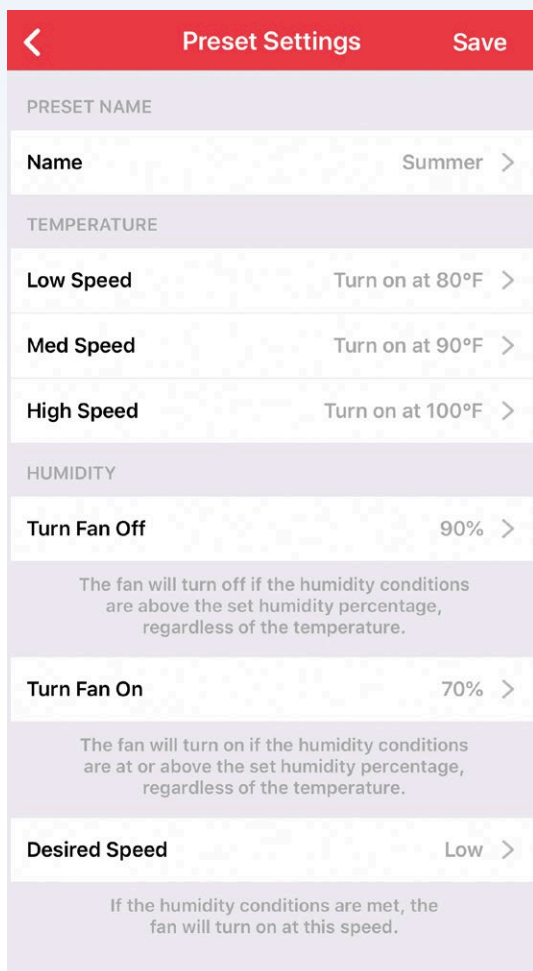 Preset Settings Save
PRESET NAME
Name Summer
TEMPERATURE
Low Speed Turn on at 80°F
Med Speed Turn on at 90°F
High Speed Turn on at 100°F
HUMIDITY
Turn Fan Off 90%
The fan will turn off if the humidity conditions
are above the set humidity percentage,
regardless of the temperature.
Turn Fan On 70%
The fan will turn on if the humidity conditions
are at or above the set humidity percentage,
regardless of the temperature.
Desired Speed Low
If the humidity conditions are met, the
fan will turn on at this speed.